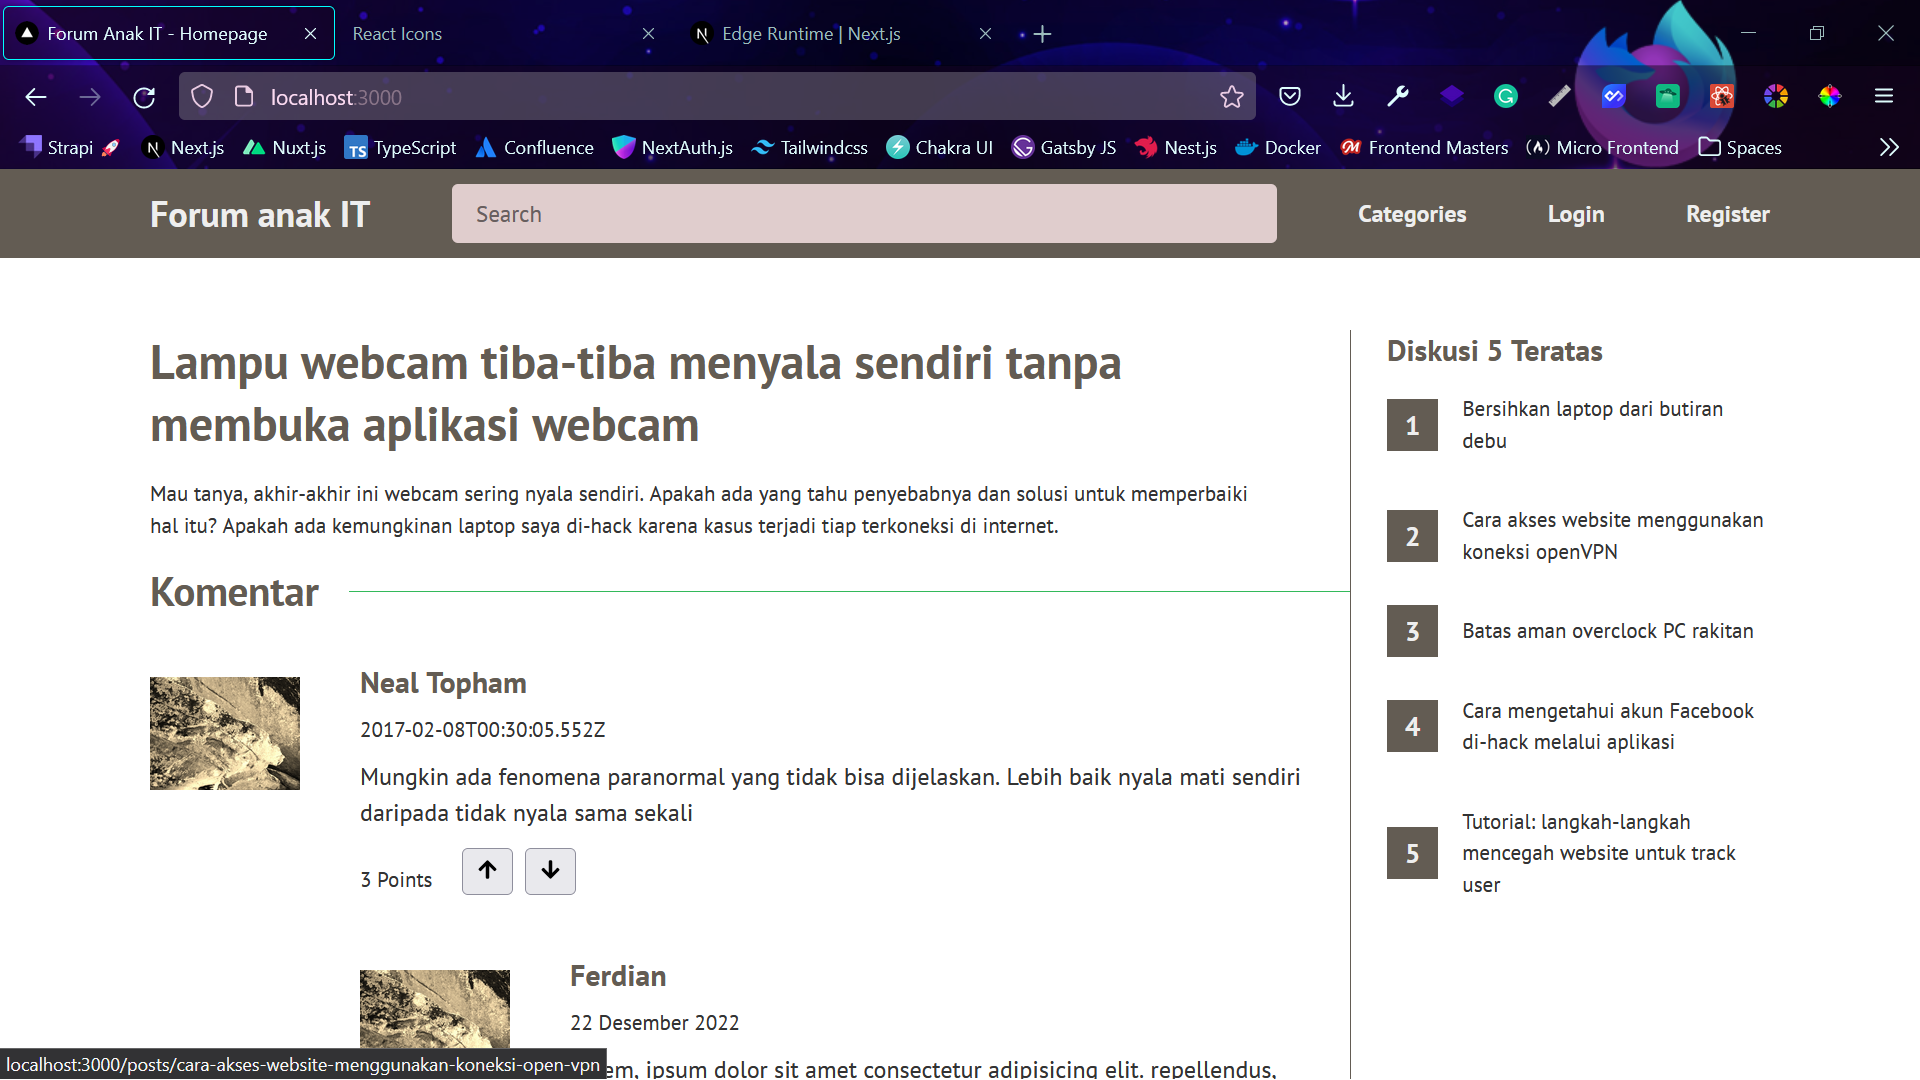 Forum Anak IT - Homepage
React Icons
Edge Runtime | Next.js
localhost:3000
Strapi 🚀
Next.js
Nuxt.js
TypeScript
Confluence
NextAuth.js
Tailwindcss
Chakra UI
Gatsby JS
Nest.js
Docker
Frontend Masters
Micro Frontend
Spaces
Forum anak IT
Search
Categories
Login
Register
Lampu webcam tiba-tiba menyala sendiri tanpa
membuka aplikasi webcam
Mau tanya, akhir-akhir ini webcam sering nyala sendiri. Apakah ada yang tahu penyebabnya dan solusi untuk memperbaiki
hal itu? Apakah ada kemungkinan laptop saya di-hack karena kasus terjadi tiap terkoneksi di internet.
Komentar
Neal Topham
2017-02-08T00:30:05.552Z
Mungkin ada fenomena paranormal yang tidak bisa dijelaskan. Lebih baik nyala mati sendiri
daripada tidak nyala sama sekali
3 Points
Ferdian
22 Desember 2022
ipsum dolor sit amet consectetur adipisicing elit. repellendus,
Diskusi 5 Teratas
1
Bersihkan laptop dari butiran
debu
2
Cara akses website menggunakan
koneksi openVPN
3
Batas aman overclock PC rakitan
4
Cara mengetahui akun Facebook
di-hack melalui aplikasi
5
Tutorial: langkah-langkah
mencegah website untuk track
user
localhost:3000/posts/cara-akses-website-menggunakan-koneksi-open-vpn